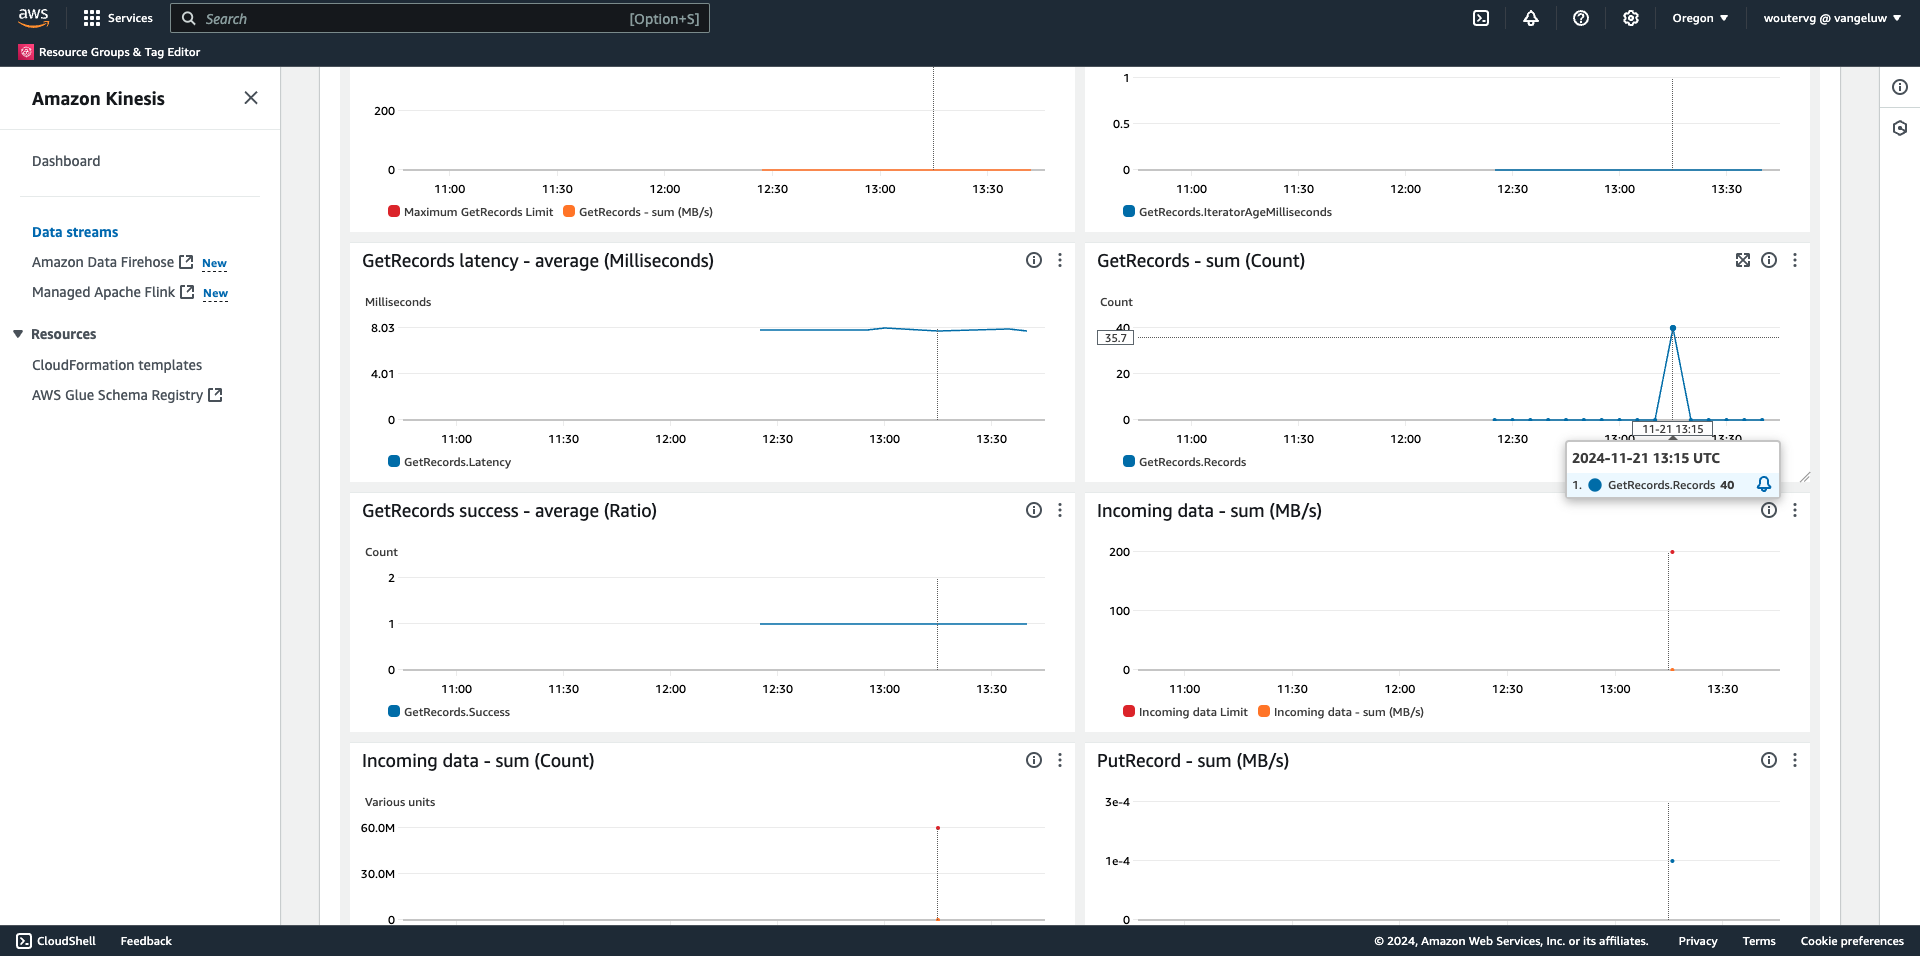 aws
Services
Search [Option+S]
Oregon
woutervg @ vangeluw
Resource Groups & Tag Editor
Amazon Kinesis
Dashboard
Data streams
Amazon Data Firehose New
Managed Apache Flink New
Resources
CloudFormation templates
AWS Glue Schema Registry
200
0
11:00 11:30 12:00 12:30 13:00 13:30
Maximum GetRecords Limit GetRecords - sum (MB/s)
1
0.5
0
11:00 11:30 12:00 12:30 13:00 13:30
GetRecords.IteratorAgeMilliseconds
GetRecords latency - average (Milliseconds)
Milliseconds
8.03
4.01
0
11:00 11:30 12:00 12:30 13:00 13:30
GetRecords.Latency
GetRecords - sum (Count)
Count
40
35.7
20
0
11-21 13:15
11:00 11:30 12:00 12:30 13:00 13:30
GetRecords.Records
2024-11-21 13:15 UTC
1. GetRecords.Records 40
GetRecords success - average (Ratio)
Count
2
1
0
11:00 11:30 12:00 12:30 13:00 13:30
GetRecords.Success
Incoming data - sum (MB/s)
200
100
0
11:00 11:30 12:00 12:30 13:00 13:30
Incoming data Limit Incoming data - sum (MB/s)
Incoming data - sum (Count)
Various units
60.0M
30.0M
0
PutRecord - sum (MB/s)
3e-4
1e-4
0
CloudShell Feedback
© 2024, Amazon Web Services, Inc. or its affiliates. Privacy Terms Cookie preferences